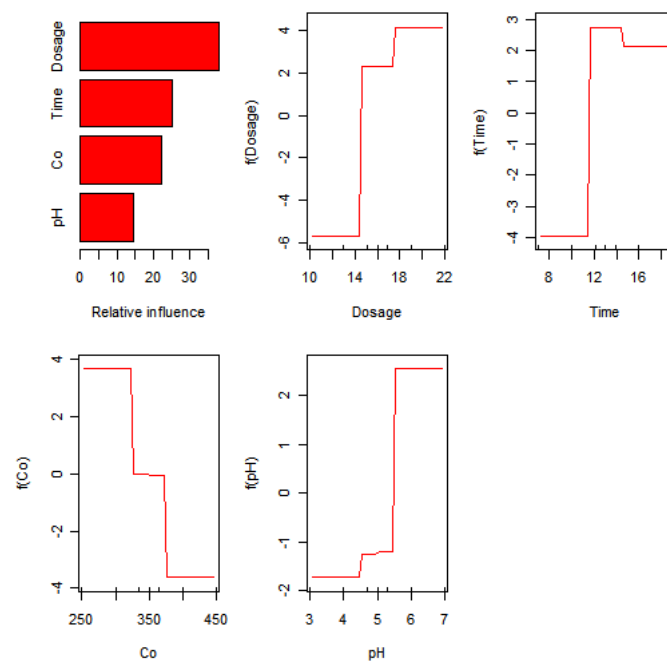 Dosage
Time
Co
pH
0 10 20 30
Relative influence
f(Dosage)
4
2
0
-2
-4
-6
10 14 18 22
Dosage
f(Time)
3
2
1
0
-1
-2
-3
-4
8 12 16
Time
f(Co)
4
2
0
-2
-4
250 350 450
Co
f(pH)
2
1
0
-1
-2
3 4 5 6 7
pH